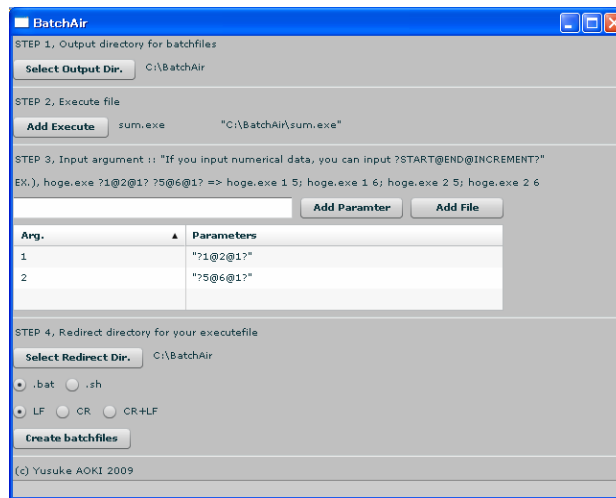 BatchAir
STEP 1, Output directory for batchfiles
Select Output Dir. C:\BatchAir
STEP 2, Execute file
Add Execute sum.exe "C:\BatchAir\sum.exe"
STEP 3, Input argument :: "If you input numerical data, you can input ?START@END@INCREMENT?"
EX.), hoge.exe ?1@2@1? ?5@6@1? => hoge.exe 1 5; hoge.exe 1 6; hoge.exe 2 5; hoge.exe 2 6
Add Paramter Add File
Arg. ▲ Parameters
1 "?1@2@1?"
2 "?5@6@1?"
STEP 4, Redirect directory for your executefile
Select Redirect Dir. C:\BatchAir
.bat .sh
LF CR CR+LF
Create batchfiles
(c) Yusuke AOKI 2009